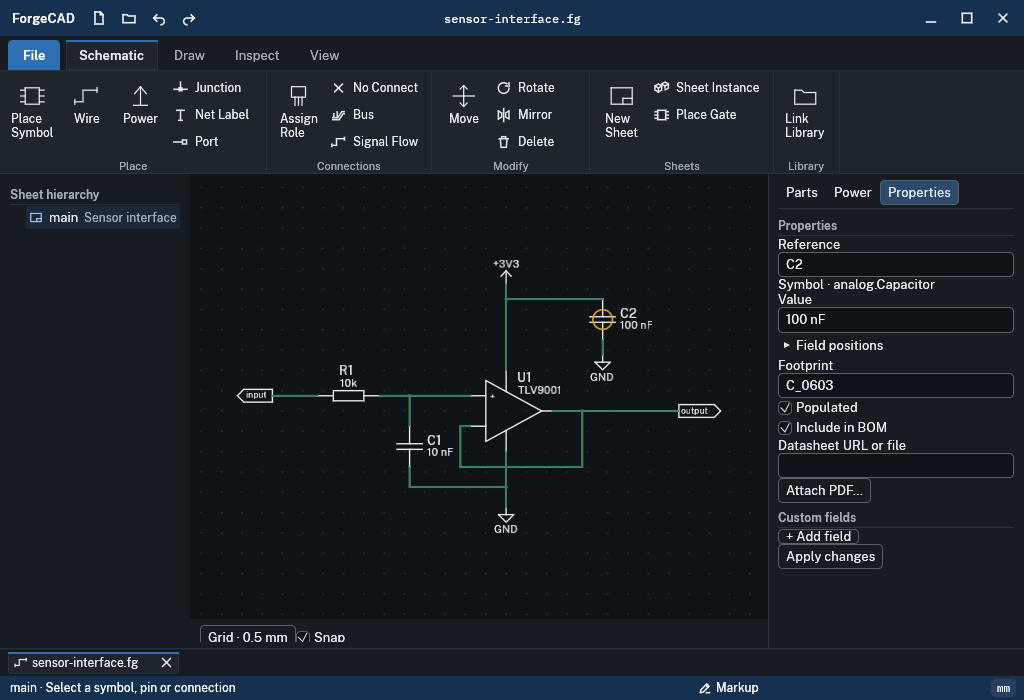 ForgeCAD
sensor-interface.fg
File Schematic Draw Inspect View
Place Symbol
Wire
Power
Junction
Net Label
Port
Place
Assign Role
No Connect
Bus
Signal Flow
Connections
Move
Rotate
Mirror
Delete
Modify
New Sheet
Sheet Instance
Place Gate
Sheets
Link Library
Library
Sheet hierarchy
main Sensor interface
+3V3
C2
100 nF
GND
R1
10k
input
U1
TLV9001
+
output
C1
10 nF
GND
Grid · 0.5 mm
Snap
Parts Power Properties
Properties
Reference
C2
Symbol · analog.Capacitor
Value
100 nF
Field positions
Footprint
C_0603
Populated
Include in BOM
Datasheet URL or file
Attach PDF...
Custom fields
+ Add field
Apply changes
sensor-interface.fg
main · Select a symbol, pin or connection
Markup
mm